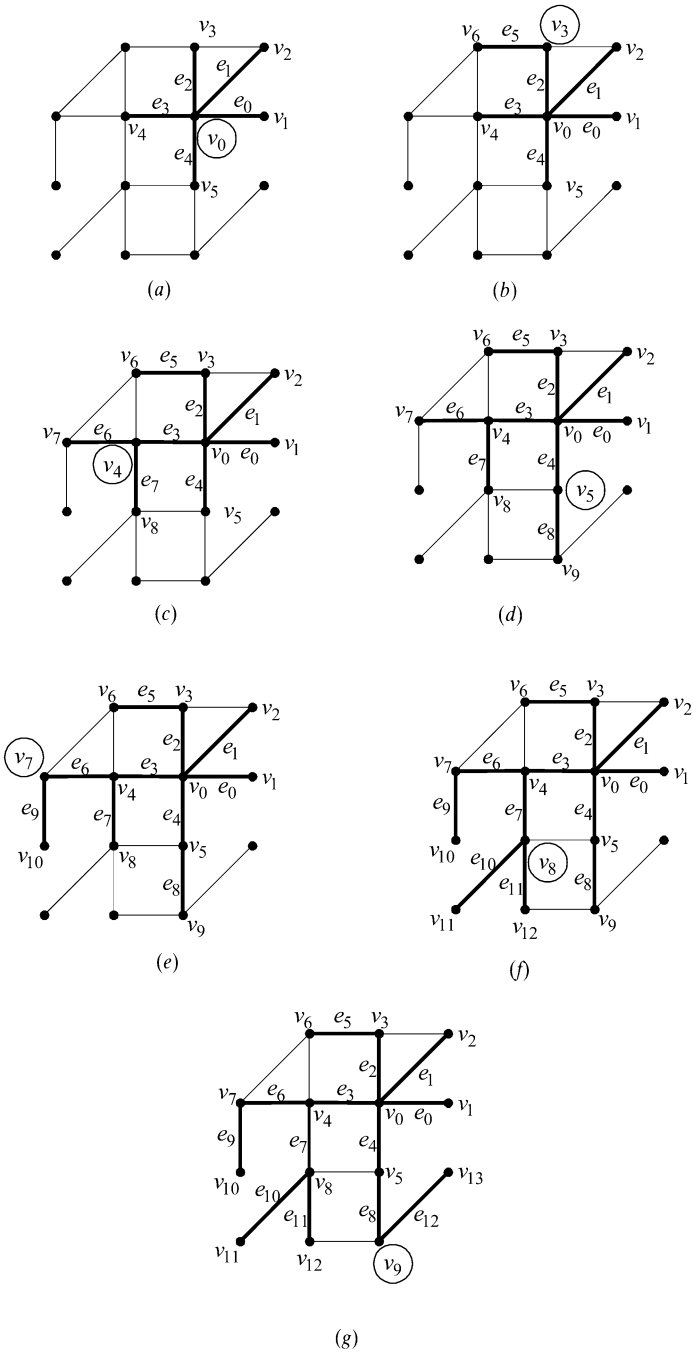 v3
v2
e1
e2
e3 e0
v4 v0 v1
e4
v5
(a)
v6 e5 v3
v2
e2 e1
e3
v4 v0 e0 v1
e4
v5
(b)
v6 e5 v3
v2
e2 e1
v7 e6 e3
v4 v0 e0 v1
e7 e4
v8 v5
(c)
v6 e5 v3
v2
e2 e1
v7 e6 e3
v4 v0 e0 v1
e7 e4
v8 v5
e8
v9
(d)
v6 e5 v3
v2
e2 e1
v7 e6 e3
v4 v0 e0 v1
e9 e7 e4
v10 v8 v5
e8
v9
(e)
v6 e5 v3
v2
e2 e1
v7 e6 e3
v4 v0 e0 v1
e9 e7 e4
v10 v5
e10 v8
e11 e8
v11 v12 v9
(f)
v6 e5 v3
v2
e2 e1
v7 e6 e3
v4 v0 e0 v1
e9 e7 e4
v10 v8 v5 v13
e10
e11 e8 e12
v11 v12 v9
(g)